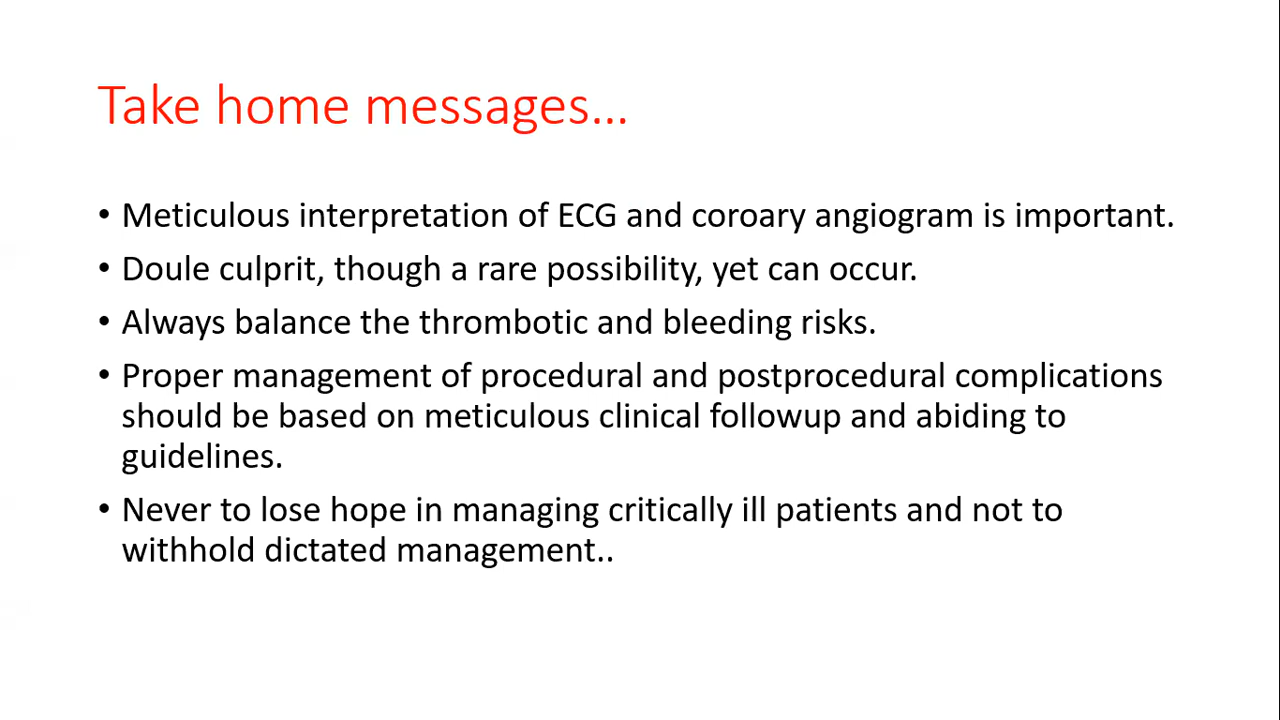 Take home messages...
• Meticulous interpretation of ECG and coroary angiogram is important.
• Doule culprit, though a rare possibility, yet can occur.
• Always balance the thrombotic and bleeding risks.
• Proper management of procedural and postprocedural complications
should be based on meticulous clinical followup and abiding to
guidelines.
• Never to lose hope in managing critically ill patients and not to
withhold dictated management..